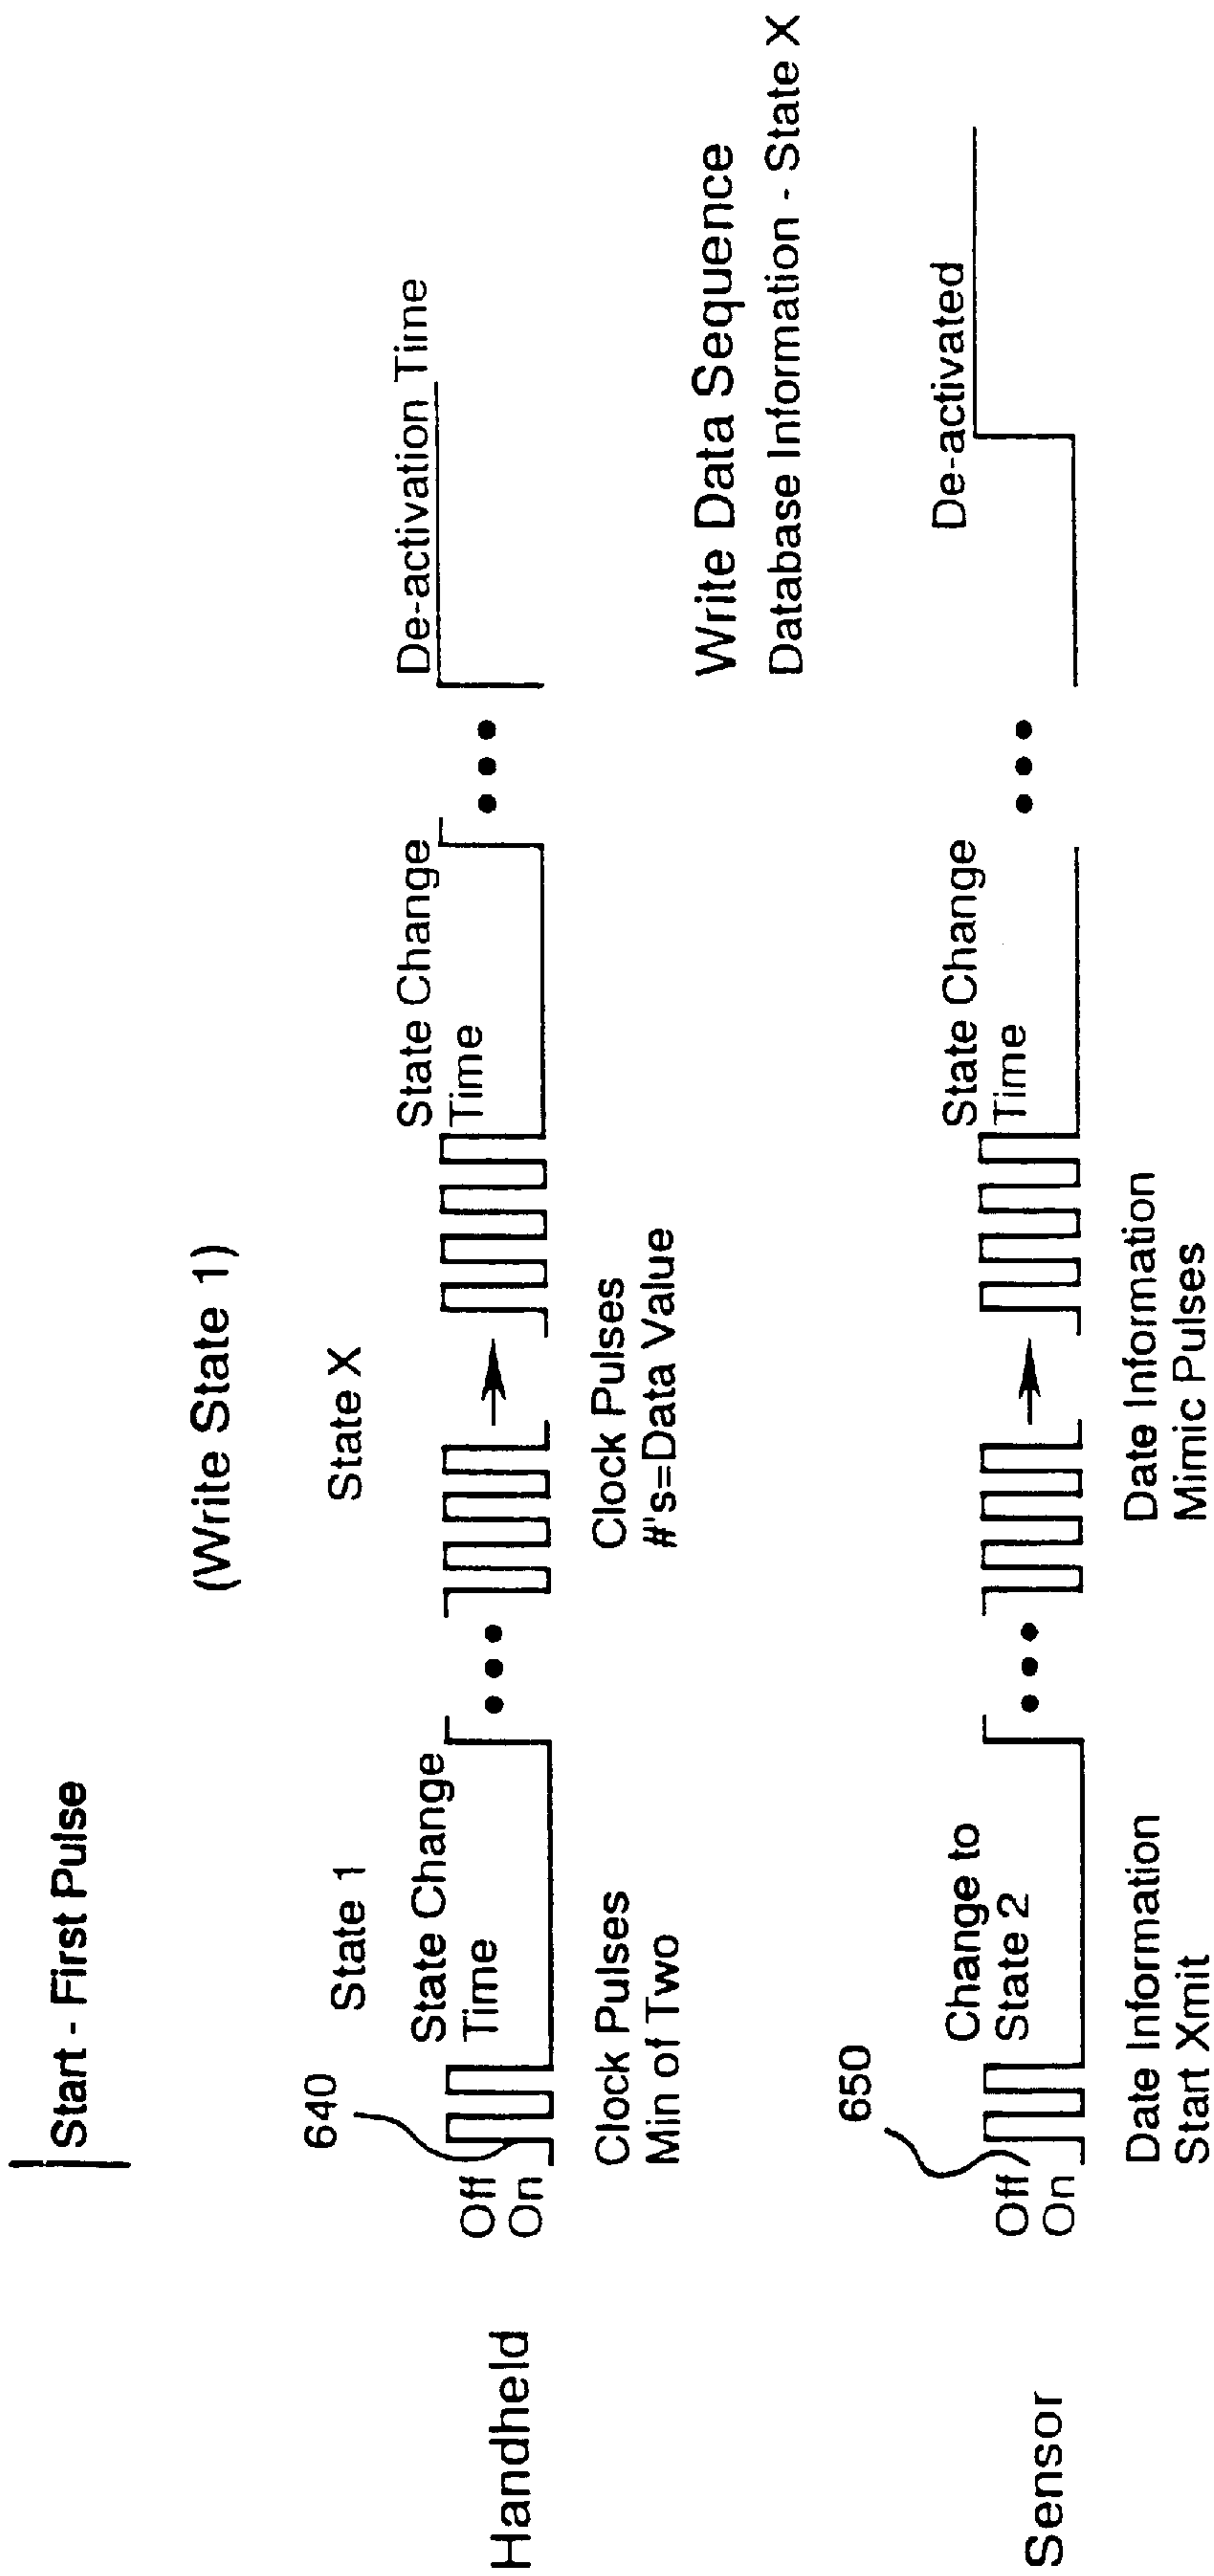 Start - First Pulse
(Write State 1)
640
State 1
State X
State Change
Time
State Change
Time
De-activation Time
Handheld
Off
On
Clock Pulses
Min of Two
Clock Pulses
#'s=Data Value
Write Data Sequence
Database Information - State X
650
Change to
State 2
State Change
Time
De-activated
Sensor
Off
On
Date Information
Start Xmit
Date Information
Mimic Pulses